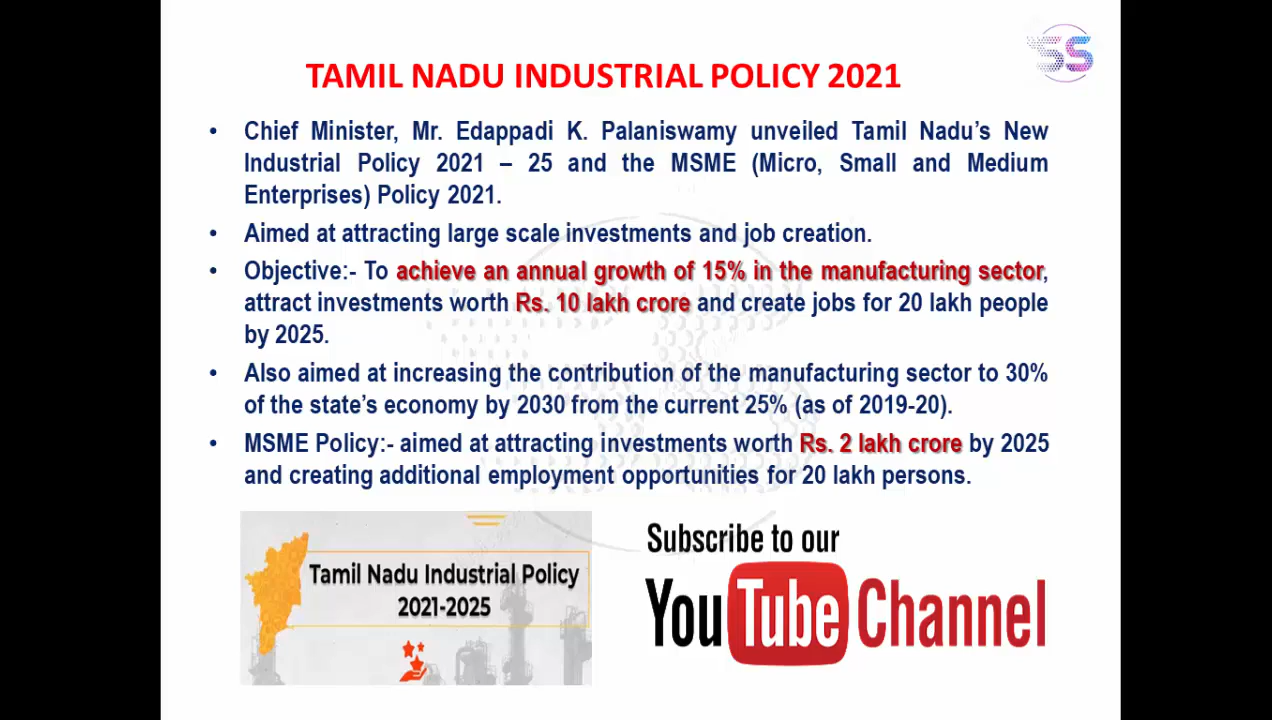 SS
TAMIL NADU INDUSTRIAL POLICY 2021
• Chief Minister, Mr. Edappadi K. Palaniswamy unveiled Tamil Nadu's New
Industrial Policy 2021 – 25 and the MSME (Micro, Small and Medium
Enterprises) Policy 2021.
• Aimed at attracting large scale investments and job creation.
• Objective:- To achieve an annual growth of 15% in the manufacturing sector,
attract investments worth Rs. 10 lakh crore and create jobs for 20 lakh people
by 2025.
• Also aimed at increasing the contribution of the manufacturing sector to 30%
of the state's economy by 2030 from the current 25% (as of 2019-20).
• MSME Policy:- aimed at attracting investments worth Rs. 2 lakh crore by 2025
and creating additional employment opportunities for 20 lakh persons.
Tamil Nadu Industrial Policy
2021-2025
Subscribe to our
YouTube Channel